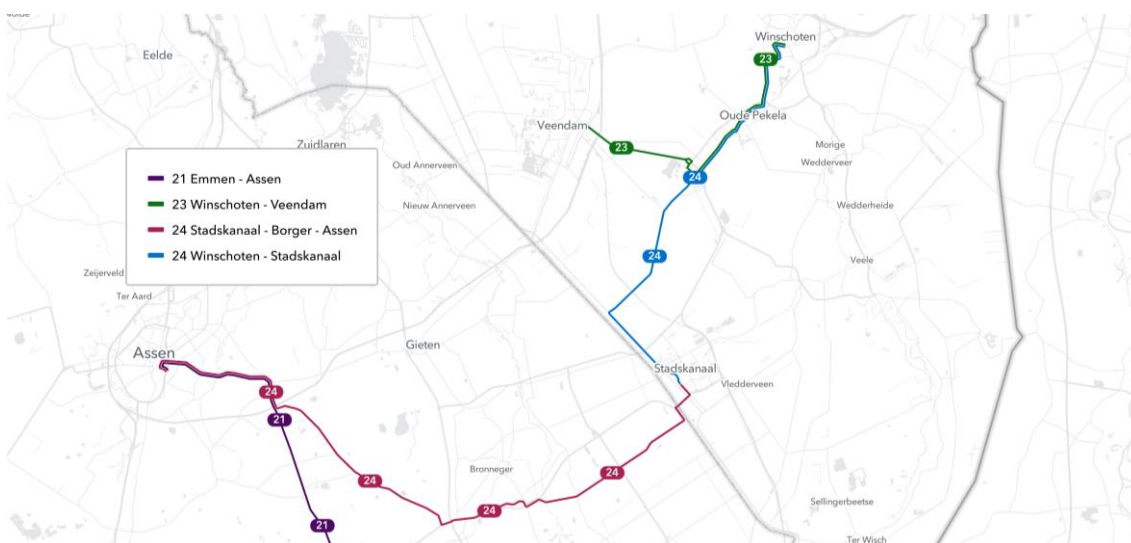 Winschoten
Eelde
23
Oude Pekela
Veendam
23
Morige
Wedderveer
Zuidlaren
Oud Annerveen
24
21 Emmen - Assen
23 Winschoten - Veendam
24 Stadskanaal - Borger - Assen
24 Winschoten - Stadskanaal
Nieuw Annerveen
Wedderheide
24
Veele
Zeijerveld
Ter Aard
Gieten
Assen
Stadskanaal
Vledderveen
24
21
Bronneger
24
24
24
Sellingerbeetse
21
Ter Wisch